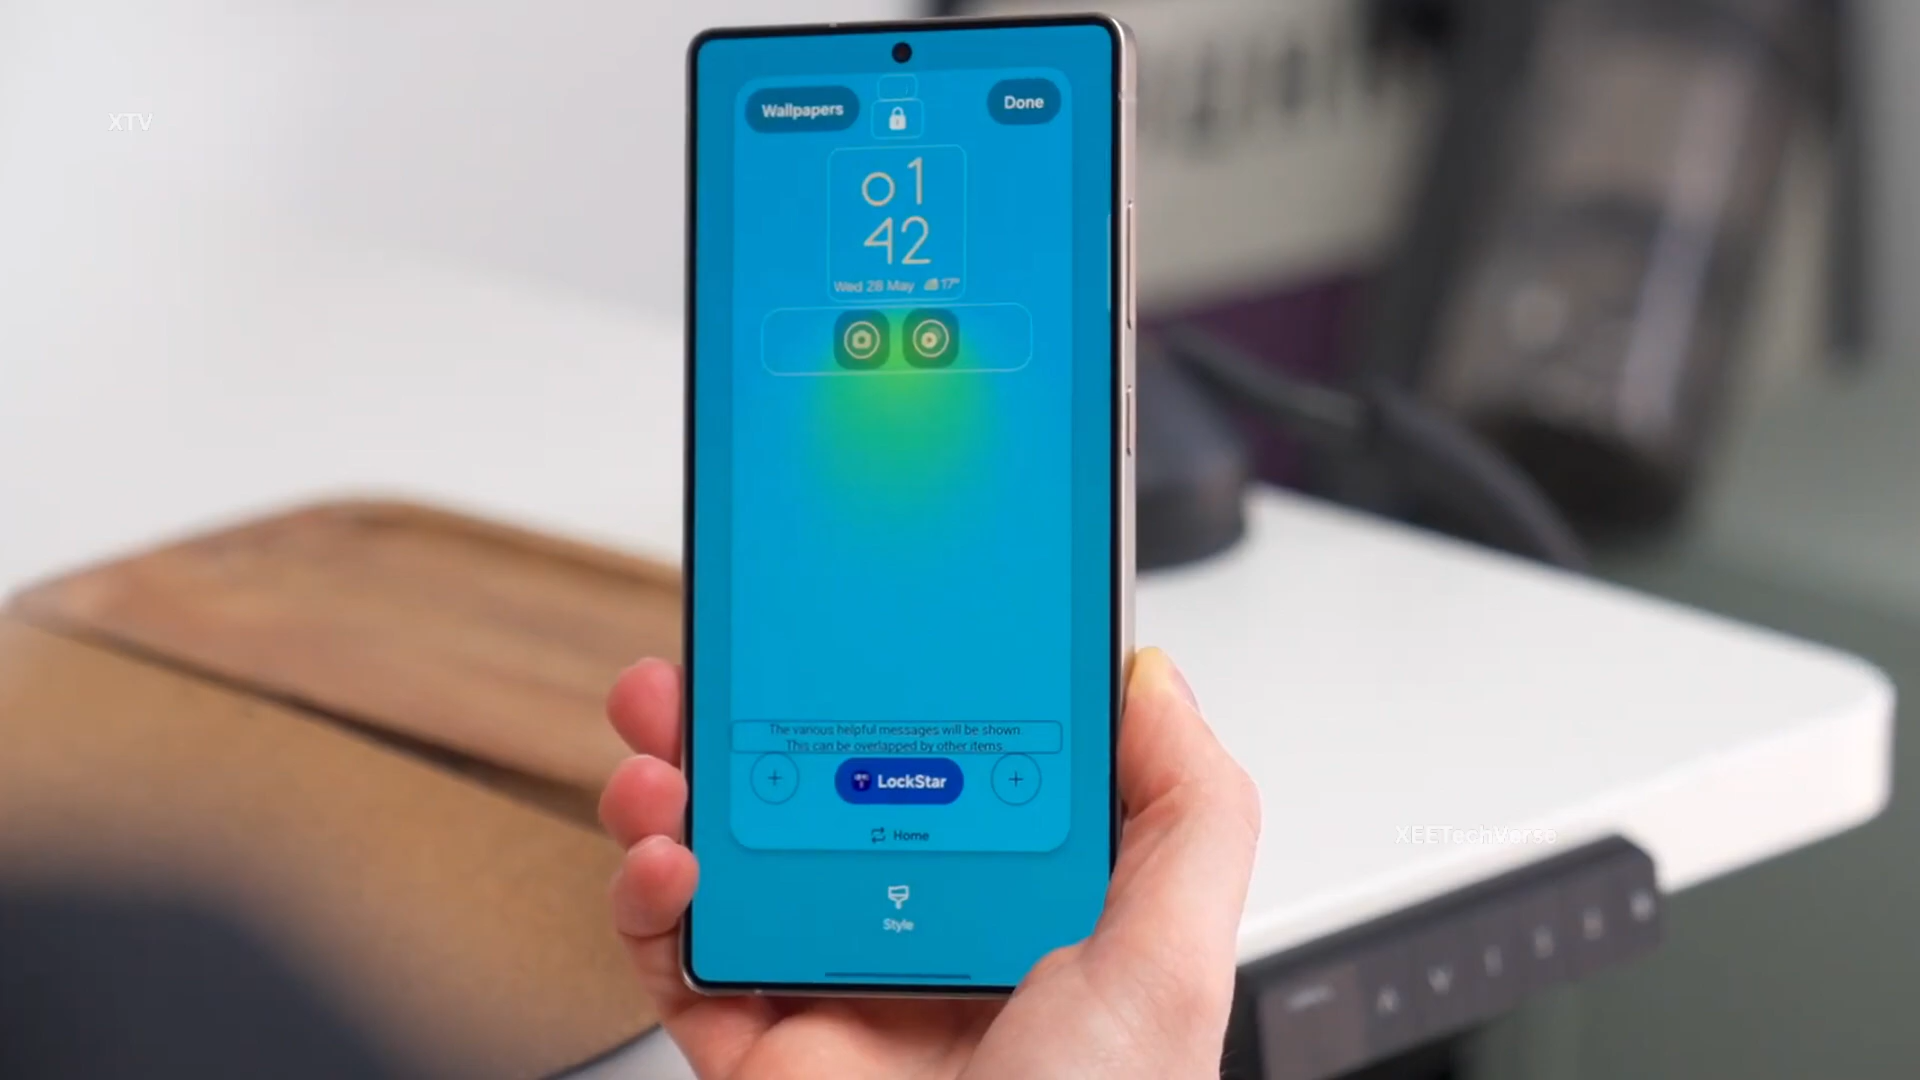 XTV
Wallpapers
Done
01
42
Wed 28 May 17°
The various helpful messages will be shown.
This can be overlapped by other items.
LockStar
Home
Style
XEETechVerse